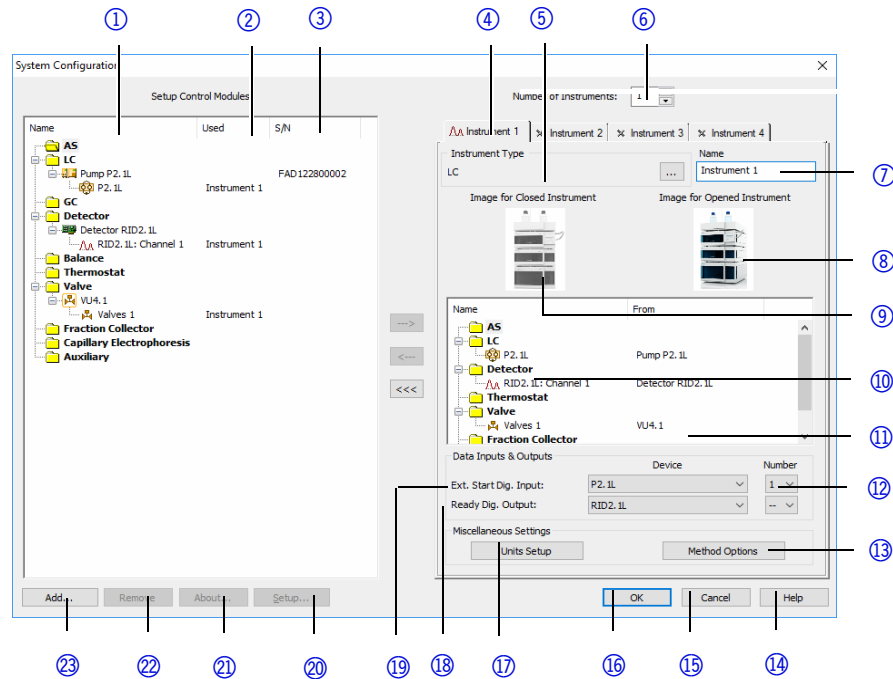 ① ② ③ ④ ⑤ ⑥
System Configuration
Setup Control Modules
Number of Instruments: 1
Name Used S/N
AS
LC
Pump P2.1L FAD122800002
P2.1L Instrument 1
GC
Detector
Detector RID2.1L
RID2.1L: Channel 1 Instrument 1
Balance
Thermostat
Valve
VU4.1
Valves 1 Instrument 1
Fraction Collector
Capillary Electrophoresis
Auxiliary
--->
<---
<<<
Instrument 1 Instrument 2 Instrument 3 Instrument 4
Instrument Type Name
LC ... Instrument 1 ⑦
Image for Closed Instrument Image for Opened Instrument
⑧
⑨
Name From
AS
LC
P2.1L Pump P2.1L
Detector
RID2.1L: Channel 1 Detector RID2.1L ⑩
Thermostat
Valve
Valves 1 VU4.1 ⑪
Fraction Collector
Data Inputs & Outputs
Device Number
Ext. Start Dig. Input: P2.1L 1 ⑫
Ready Dig. Output: RID2.1L --
Miscellaneous Settings
Units Setup Method Options ⑬
Add... Remove About... Setup... OK Cancel Help
㉓ ㉒ ㉑ ⑳ ⑲ ⑱ ⑰ ⑯ ⑮ ⑭